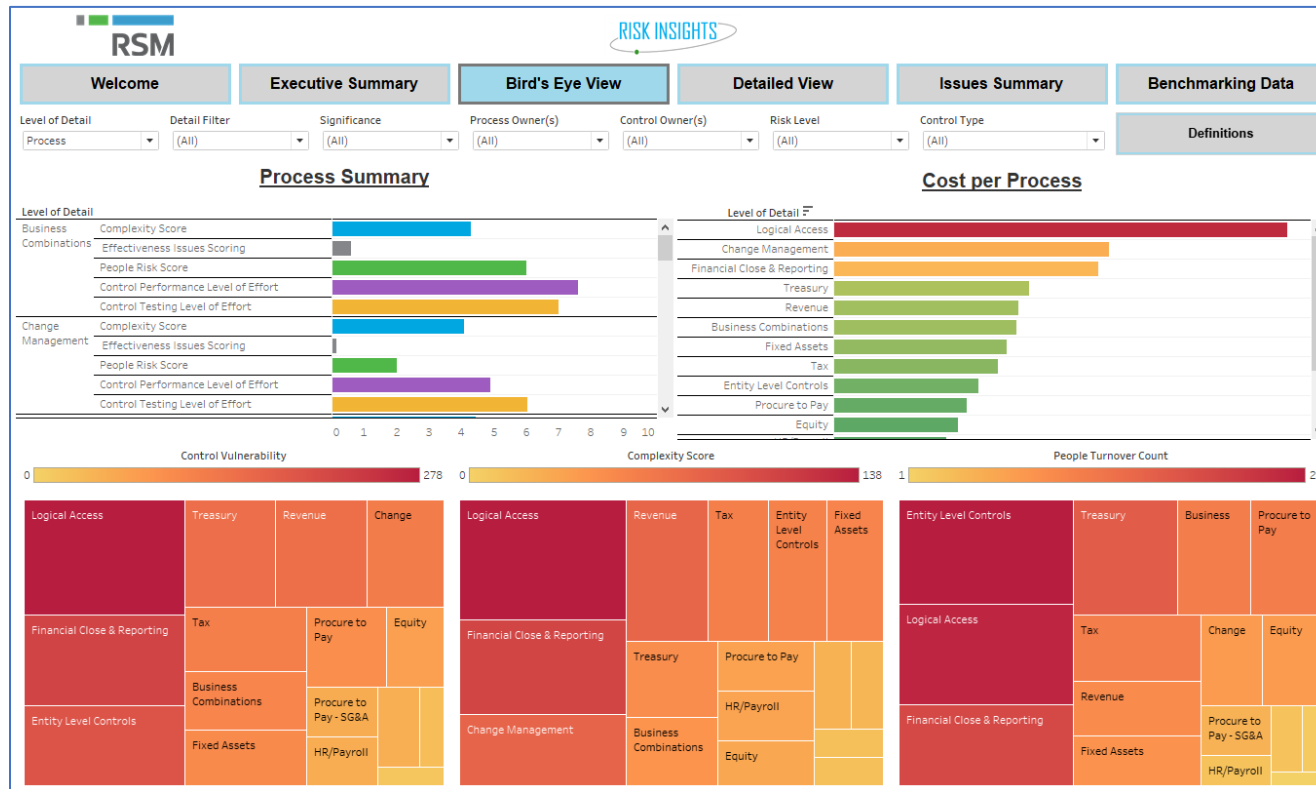 RSM
RISK INSIGHTS
Welcome
Executive Summary
Bird's Eye View
Detailed View
Issues Summary
Benchmarking Data
Level of Detail
Detail Filter
Significance
Process Owner(s)
Control Owner(s)
Risk Level
Control Type
Process
(All)
(All)
(All)
(All)
(All)
(All)
Definitions
Process Summary
Level of Detail
Business Combinations
Complexity Score
Effectiveness Issues Scoring
People Risk Score
Control Performance Level of Effort
Control Testing Level of Effort
Change Management
Complexity Score
Effectiveness Issues Scoring
People Risk Score
Control Performance Level of Effort
Control Testing Level of Effort
0 1 2 3 4 5 6 7 8 9 10
Cost per Process
Level of Detail
Logical Access
Change Management
Financial Close & Reporting
Treasury
Revenue
Business Combinations
Fixed Assets
Tax
Entity Level Controls
Procure to Pay
Equity
Control Vulnerability
0 278
Logical Access
Financial Close & Reporting
Entity Level Controls
Treasury
Revenue
Change
Tax
Business
Combinations
Fixed Assets
Procure to
Pay
Equity
Procure to
Pay - SG&A
HR/Payroll
Complexity Score
0 138
Logical Access
Financial Close & Reporting
Change Management
Revenue
Tax
Entity
Level
Controls
Fixed
Assets
Treasury
Business
Combinations
Procure to Pay
HR/Payroll
Equity
People Turnover Count
1 2
Entity Level Controls
Logical Access
Financial Close & Reporting
Treasury
Business
Procure to
Pay
Tax
Revenue
Fixed Assets
Change
Equity
Procure to
Pay - SG&A
HR/Payroll